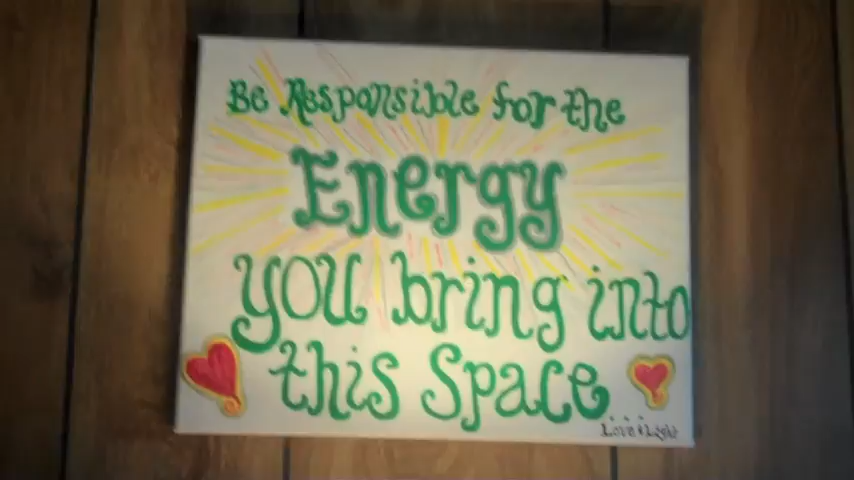 Be Responsible for the
Energy
you bring into
this Space
Love & Light